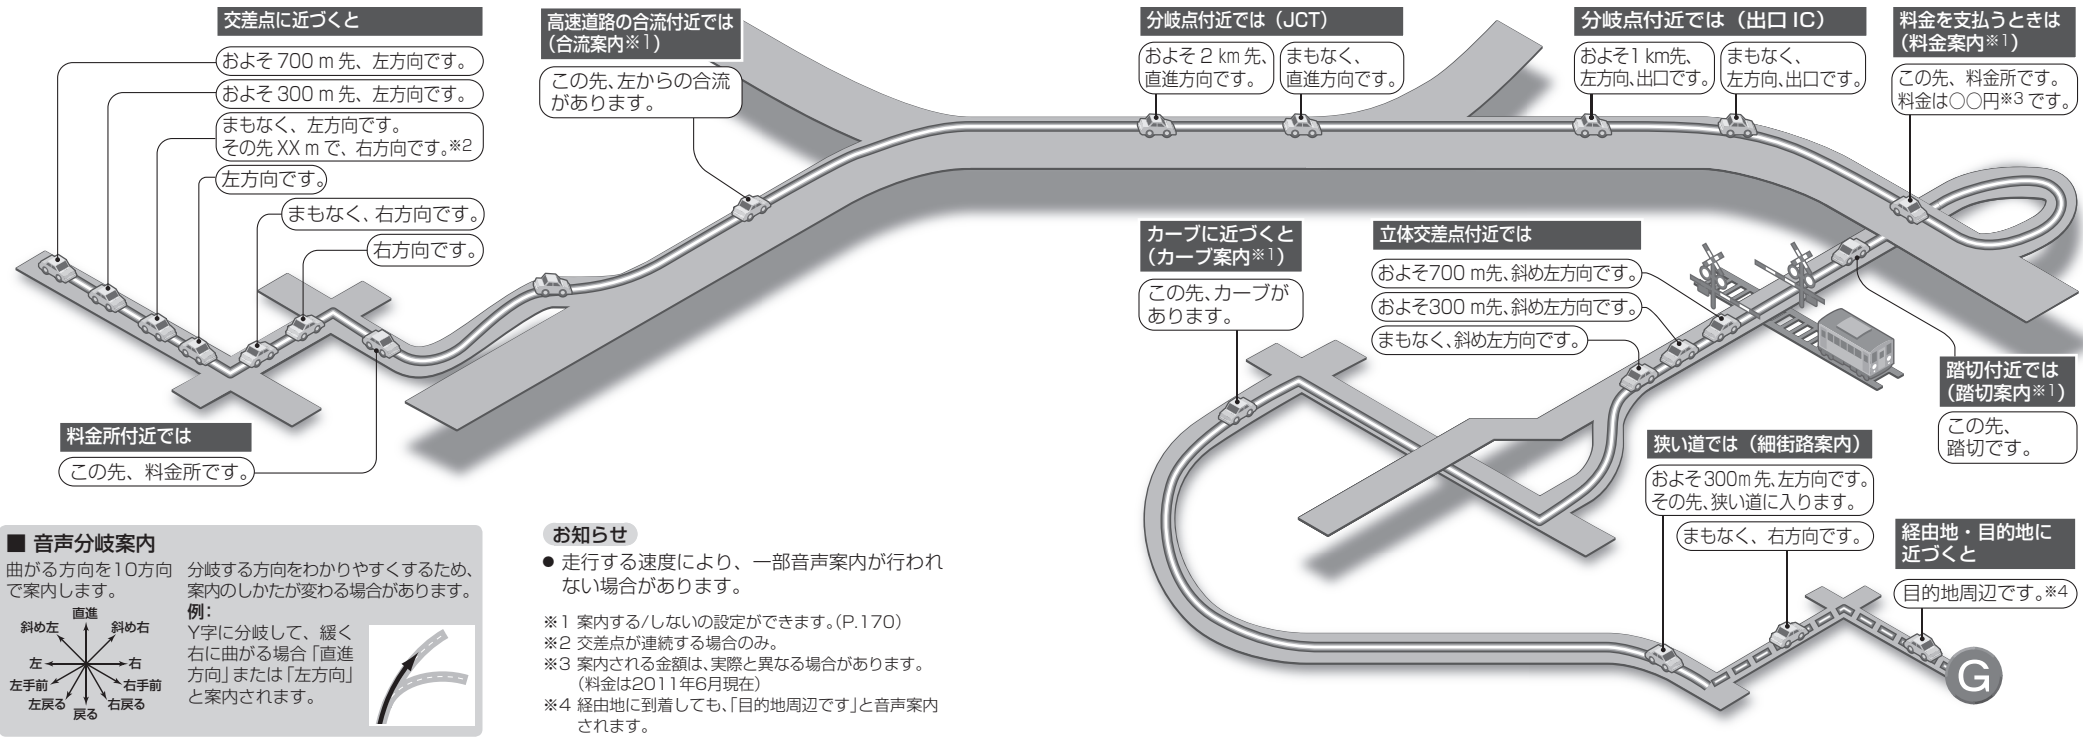 交差点に近づくと
およそ 700 m 先、左方向です。
およそ 300 m 先、左方向です。
まもなく、左方向です。
その先 XX m で、右方向です。※2
左方向です。
まもなく、右方向です。
右方向です。
料金所付近では
この先、料金所です。
高速道路の合流付近では
(合流案内※1)
この先、左からの合流
があります。
分岐点付近では (JCT)
およそ 2 km 先、
直進方向です。
まもなく、
直進方向です。
分岐点付近では (出口 IC)
およそ1 km先、
左方向、出口です。
まもなく、
左方向、出口です。
料金を支払うときは
(料金案内※1)
この先、料金所です。
料金は○○円※3 です。
カーブに近づくと
(カーブ案内※1)
この先、カーブが
あります。
立体交差点付近では
およそ700 m先、斜め左方向です。
およそ300 m先、斜め左方向です。
まもなく、斜め左方向です。
踏切付近では
(踏切案内※1)
この先、
踏切です。
狭い道では (細街路案内)
およそ300m先、左方向です。
その先、狭い道に入ります。
まもなく、右方向です。
経由地・目的地に
近づくと
目的地周辺です。※4
G
■ 音声分岐案内
曲がる方向を10方向
で案内します。
直進
斜め左
斜め右
左
右
左手前
右手前
左戻る
右戻る
戻る
分岐する方向をわかりやすくするため、
案内のしかたが変わる場合があります。
例:
Y字に分岐して、緩く
右に曲がる場合「直進
方向」または「左方向」
と案内されます。
お知らせ
● 走行する速度により、一部音声案内が行われ
ない場合があります。
※1 案内する/しないの設定ができます。(P.170)
※2 交差点が連続する場合のみ。
※3 案内される金額は、実際と異なる場合があります。
(料金は2011年6月現在)
※4 経由地に到着しても、「目的地周辺です」と音声案内
されます。